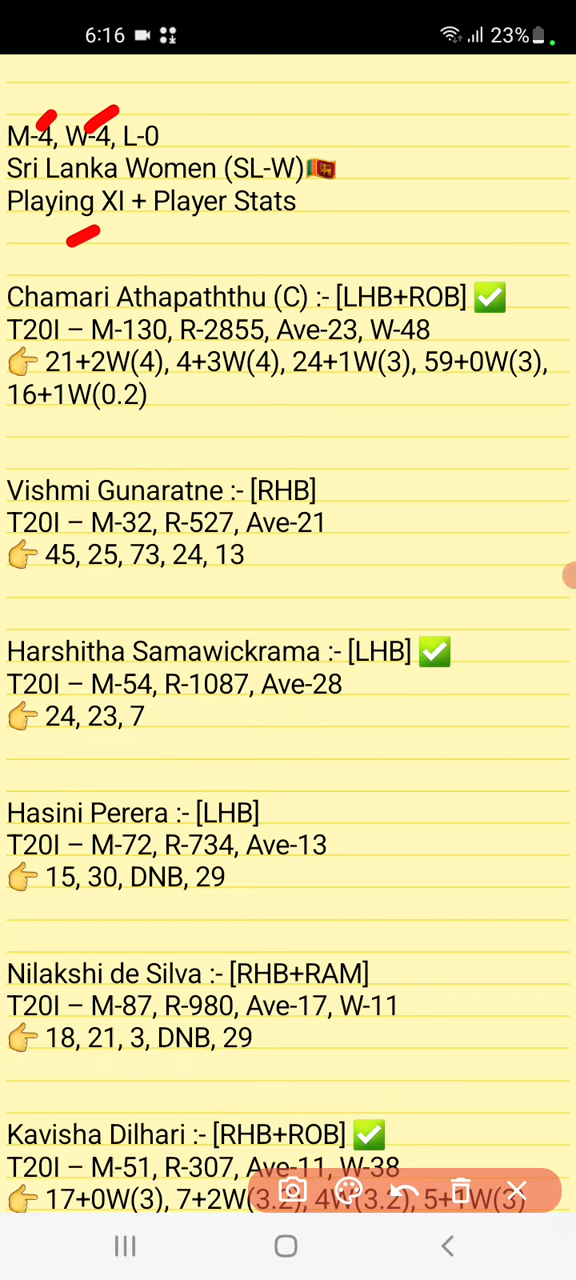 6:16
23%
M-4, W-4, L-0
Sri Lanka Women (SL-W)🇱🇰
Playing XI + Player Stats
Chamari Athapaththu (C) :- [LHB+ROB] ✅
T20I – M-130, R-2855, Ave-23, W-48
👉 21+2W(4), 4+3W(4), 24+1W(3), 59+0W(3),
16+1W(0.2)
Vishmi Gunaratne :- [RHB]
T20I – M-32, R-527, Ave-21
👉 45, 25, 73, 24, 13
Harshitha Samawickrama :- [LHB] ✅
T20I – M-54, R-1087, Ave-28
👉 24, 23, 7
Hasini Perera :- [LHB]
T20I – M-72, R-734, Ave-13
👉 15, 30, DNB, 29
Nilakshi de Silva :- [RHB+RAM]
T20I – M-87, R-980, Ave-17, W-11
👉 18, 21, 3, DNB, 29
Kavisha Dilhari :- [RHB+ROB] ✅
T20I – M-51, R-307, Ave-11, W-38
👉 17+0W(3), 7+2W(3.2), 4W(3.2), 5+1W(3)